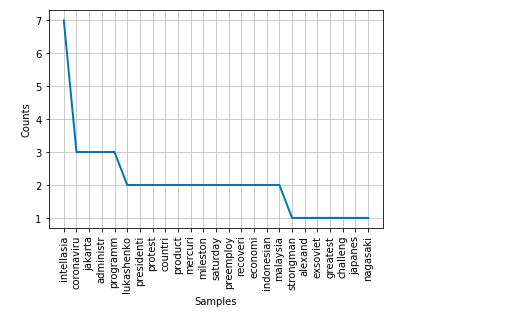 7
6
5
4
3
2
1
Counts
intellasia
coronaviru
jakarta
administr
programm
lukashenko
presidenti
protest
countri
product
mercuri
mileston
saturday
preemploy
recoveri
economi
indonesian
malaysia
strongman
alexand
exsoviet
greatest
challeng
japanes
nagasaki
Samples